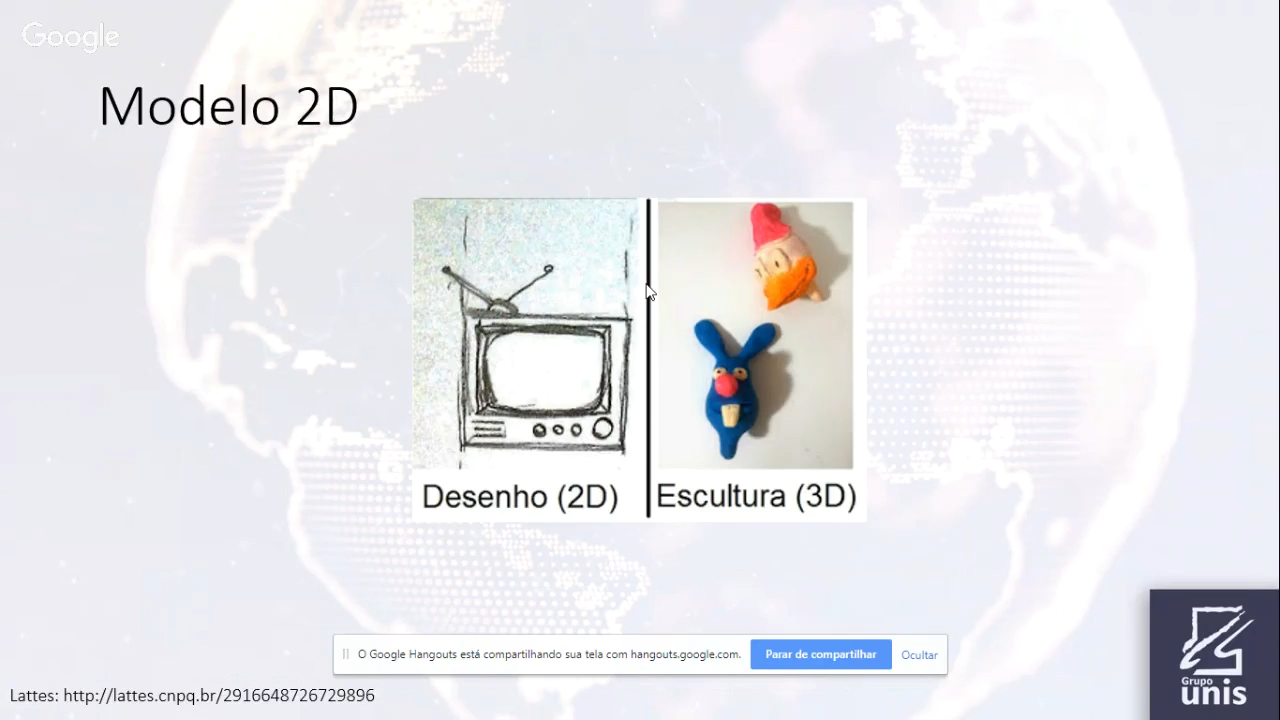 Google
Modelo 2D
Desenho (2D)
Escultura (3D)
O Google Hangouts está compartilhando sua tela com hangouts.google.com.
Parar de compartilhar
Ocultar
Lattes: http://lattes.cnpq.br/2916648726729896
Grupo
unis